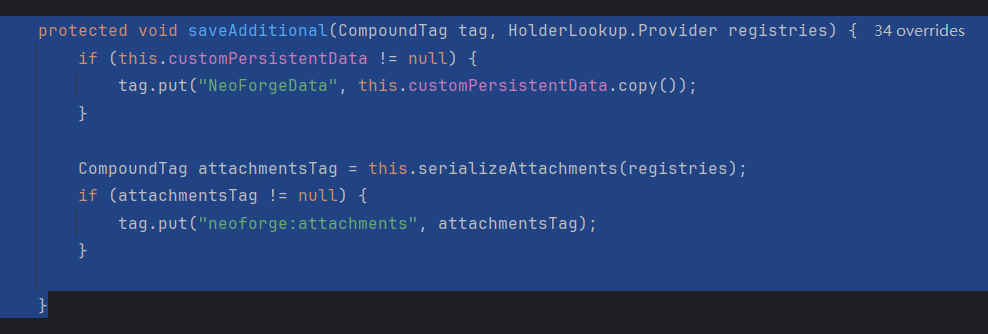 protected void saveAdditional(CompoundTag tag, HolderLookup.Provider registries) { 34 overrides
    if (this.customPersistentData != null) {
        tag.put("NeoForgeData", this.customPersistentData.copy());
    }

    CompoundTag attachmentsTag = this.serializeAttachments(registries);
    if (attachmentsTag != null) {
        tag.put("neoforge:attachments", attachmentsTag);
    }

}